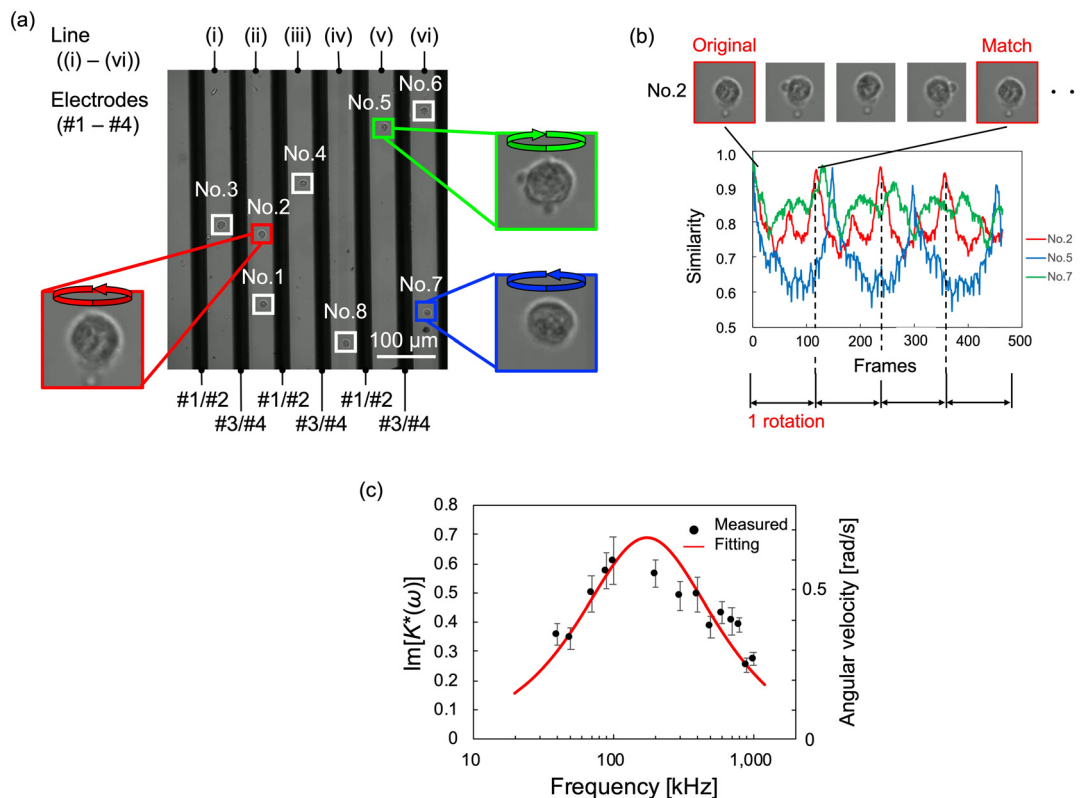 (a)
Line
((i) – (vi))
Electrodes
(#1 – #4)
(i) (ii) (iii) (iv) (v) (vi)
No.6
No.5
No.4
No.3
No.2
No.1
No.7
No.8
100 μm
#1/#2 #1/#2 #1/#2
#3/#4 #3/#4 #3/#4
(b)
Original Match
No.2
1.0
0.9
0.8
0.7
0.6
0.5
Similarity
No.2
No.5
No.7
0 100 200 300 400 500
Frames
1 rotation
(c)
0.8
0.7
0.6
0.5
0.4
0.3
0.2
0.1
0
Im[K*(ω)]
Measured
Fitting
0.5
0
Angular velocity [rad/s]
10 100 1,000
Frequency [kHz]